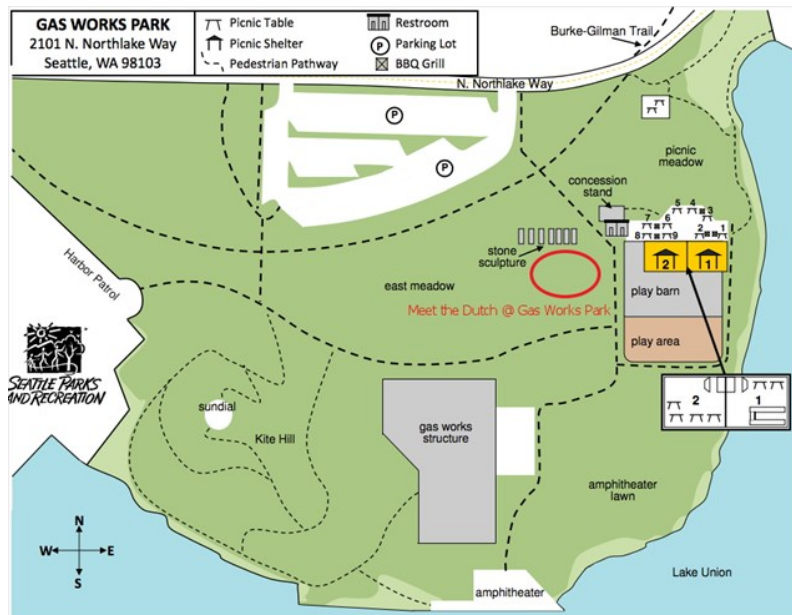 GAS WORKS PARK
2101 N. Northlake Way
Seattle, WA 98103
Picnic Table
Picnic Shelter
Pedestrian Pathway
Restroom
P Parking Lot
BBQ Grill
Burke-Gilman Trail
N. Northlake Way
P
P
picnic
meadow
concession
stand
5 4
3
7 6
8 9
2 1
stone
sculpture
2 1
Harbor Patrol
east meadow
play barn
Meet the Dutch @ Gas Works Park
play area
SEATTLE PARKS
AND RECREATION
2 1
sundial
Kite Hill
gas works
structure
amphitheater
lawn
N
W E
S
amphitheater
Lake Union